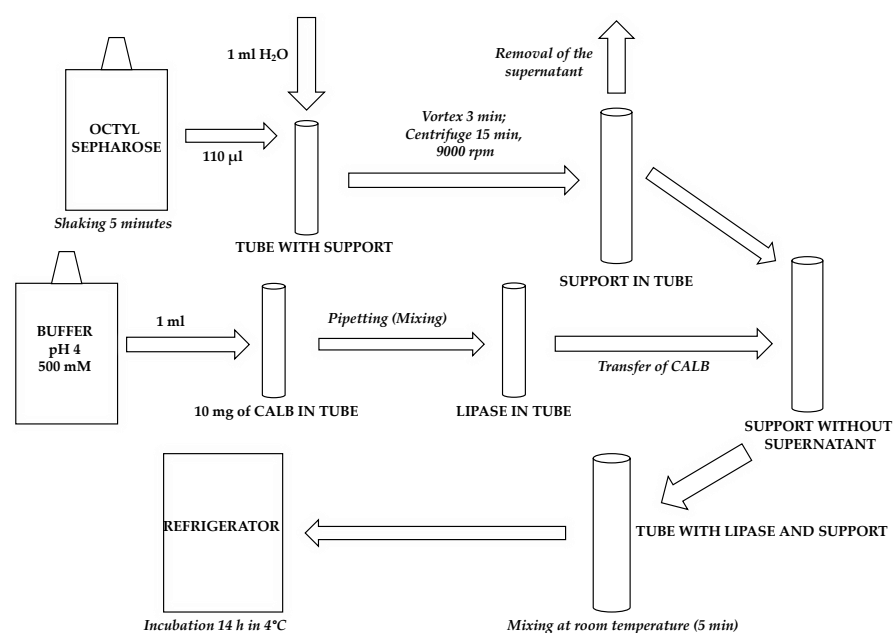 1 ml H₂O
Removal of the
supernatant
OCTYL
SEPHAROSE
110 µl
Vortex 3 min;
Centrifuge 15 min,
9000 rpm
Shaking 5 minutes
TUBE WITH SUPPORT
SUPPORT IN TUBE
BUFFER
pH 4
500 mM
1 ml
Pipetting (Mixing)
Transfer of CALB
10 mg of CALB IN TUBE
LIPASE IN TUBE
SUPPORT WITHOUT
SUPERNATANT
REFRIGERATOR
TUBE WITH LIPASE AND SUPPORT
Incubation 14 h in 4°C
Mixing at room temperature (5 min)